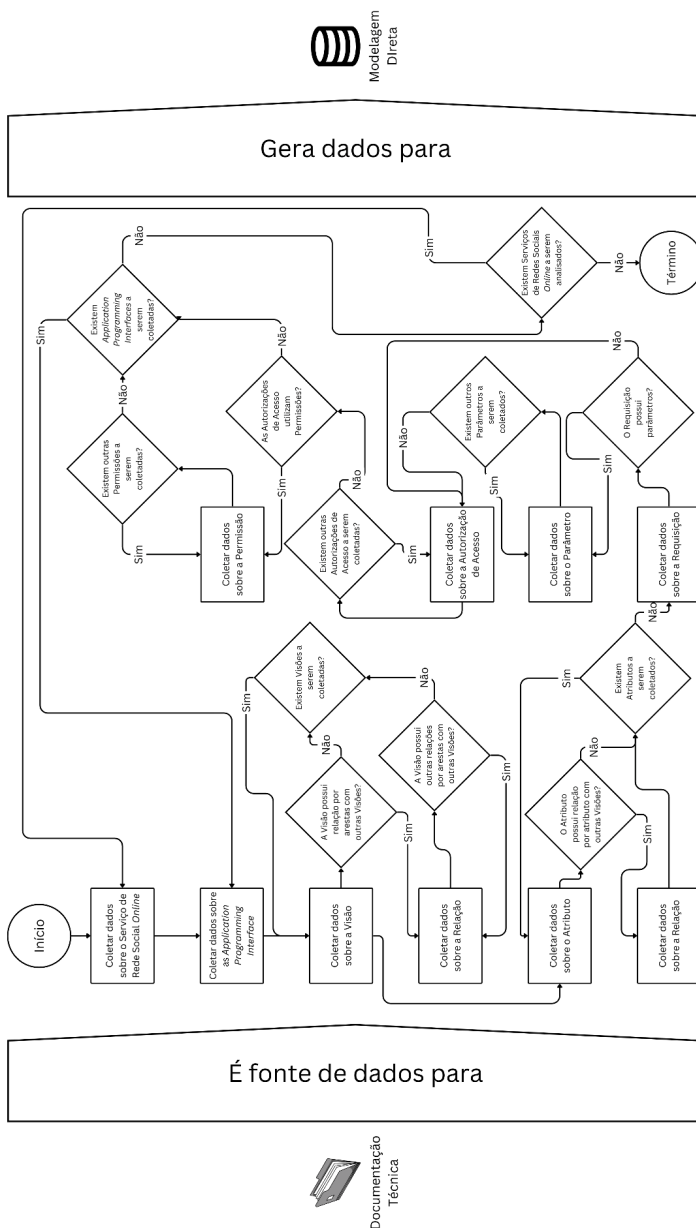 Modelagem
DIreta
Gera dados para
Existem
Application
Programming
Interfaces a
serem
coletadas?
Não
Sim
Sim
Existem Serviços
de Redes Sociais
Online a serem
analisados?
Não
Término
Não
Existem outras
Permissões a
serem
coletadas?
Sim
Coletar dados
sobre a Permissão
Não
As Autorizações
de Acesso
utilizam
Permissões?
Sim
Não
Existem outras
Autorizações de
Acesso a serem
coletadas?
Sim
Coletar dados
sobre a Autorização
de Acesso
Não
Existem outros
Parâmetros a
serem
coletados?
Sim
Coletar dados
sobre o Parâmetro
Não
O Requisição
possui
parâmetros?
Sim
Coletar dados
sobre a Requisição
Existem Visões a
serem
coletadas?
Sim
Não
A Visão possui
relação por
arestas com
outras Visões?
Sim
Não
A Visão possui
outras relações
por arestas com
outras Visões?
Sim
Não
Existem
Atributos a
serem
coletados?
Sim
Não
O Atributo
possui relação
por atributo com
outras Visões?
Sim
Início
Coletar dados
sobre o Serviço de
Rede Social Online
Coletar dados sobre
as Application
Programming
Interface
Coletar dados
sobre a Visão
Coletar dados
sobre a Relação
Coletar dados
sobre o Atributo
Coletar dados
sobre a Relação
É fonte de dados para
Documentação
Técnica